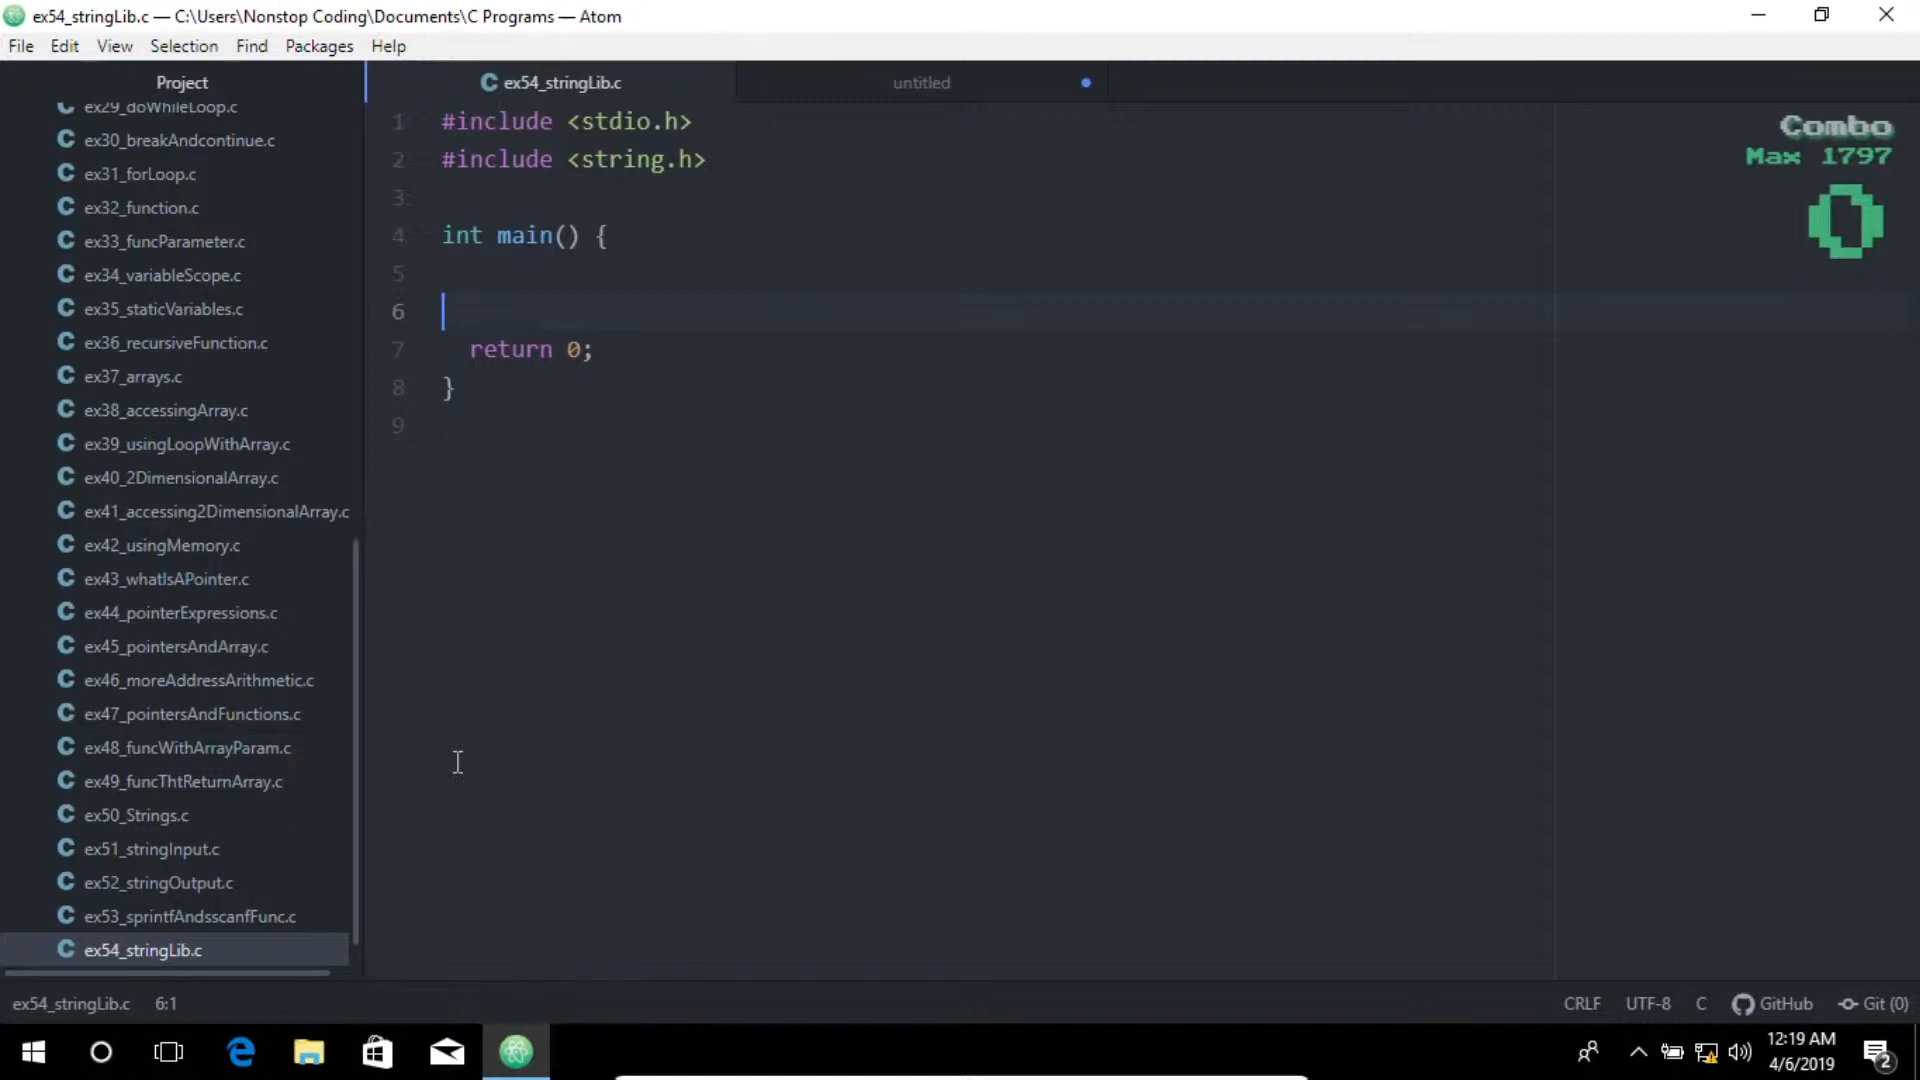 ex54_stringLib.c — C:\Users\Nonstop Coding\Documents\C Programs — Atom
File Edit View Selection Find Packages Help
Project
ex29_doWhileLoop.c
ex30_breakAndcontinue.c
ex31_forLoop.c
ex32_function.c
ex33_funcParameter.c
ex34_variableScope.c
ex35_staticVariables.c
ex36_recursiveFunction.c
ex37_arrays.c
ex38_accessingArray.c
ex39_usingLoopWithArray.c
ex40_2DimensionalArray.c
ex41_accessing2DimensionalArray.c
ex42_usingMemory.c
ex43_whatIsAPointer.c
ex44_pointerExpressions.c
ex45_pointersAndArray.c
ex46_moreAddressArithmetic.c
ex47_pointersAndFunctions.c
ex48_funcWithArrayParam.c
ex49_funcThtReturnArray.c
ex50_Strings.c
ex51_stringInput.c
ex52_stringOutput.c
ex53_sprintfAndsscanfFunc.c
ex54_stringLib.c
ex54_stringLib.c untitled
1 #include <stdio.h>
2 #include <string.h>
3
4 int main() {
5
6
7 return 0;
8 }
9
Combo
Max 1797
0
ex54_stringLib.c 6:1
CRLF UTF-8 C GitHub Git (0)
12:19 AM
4/6/2019
2